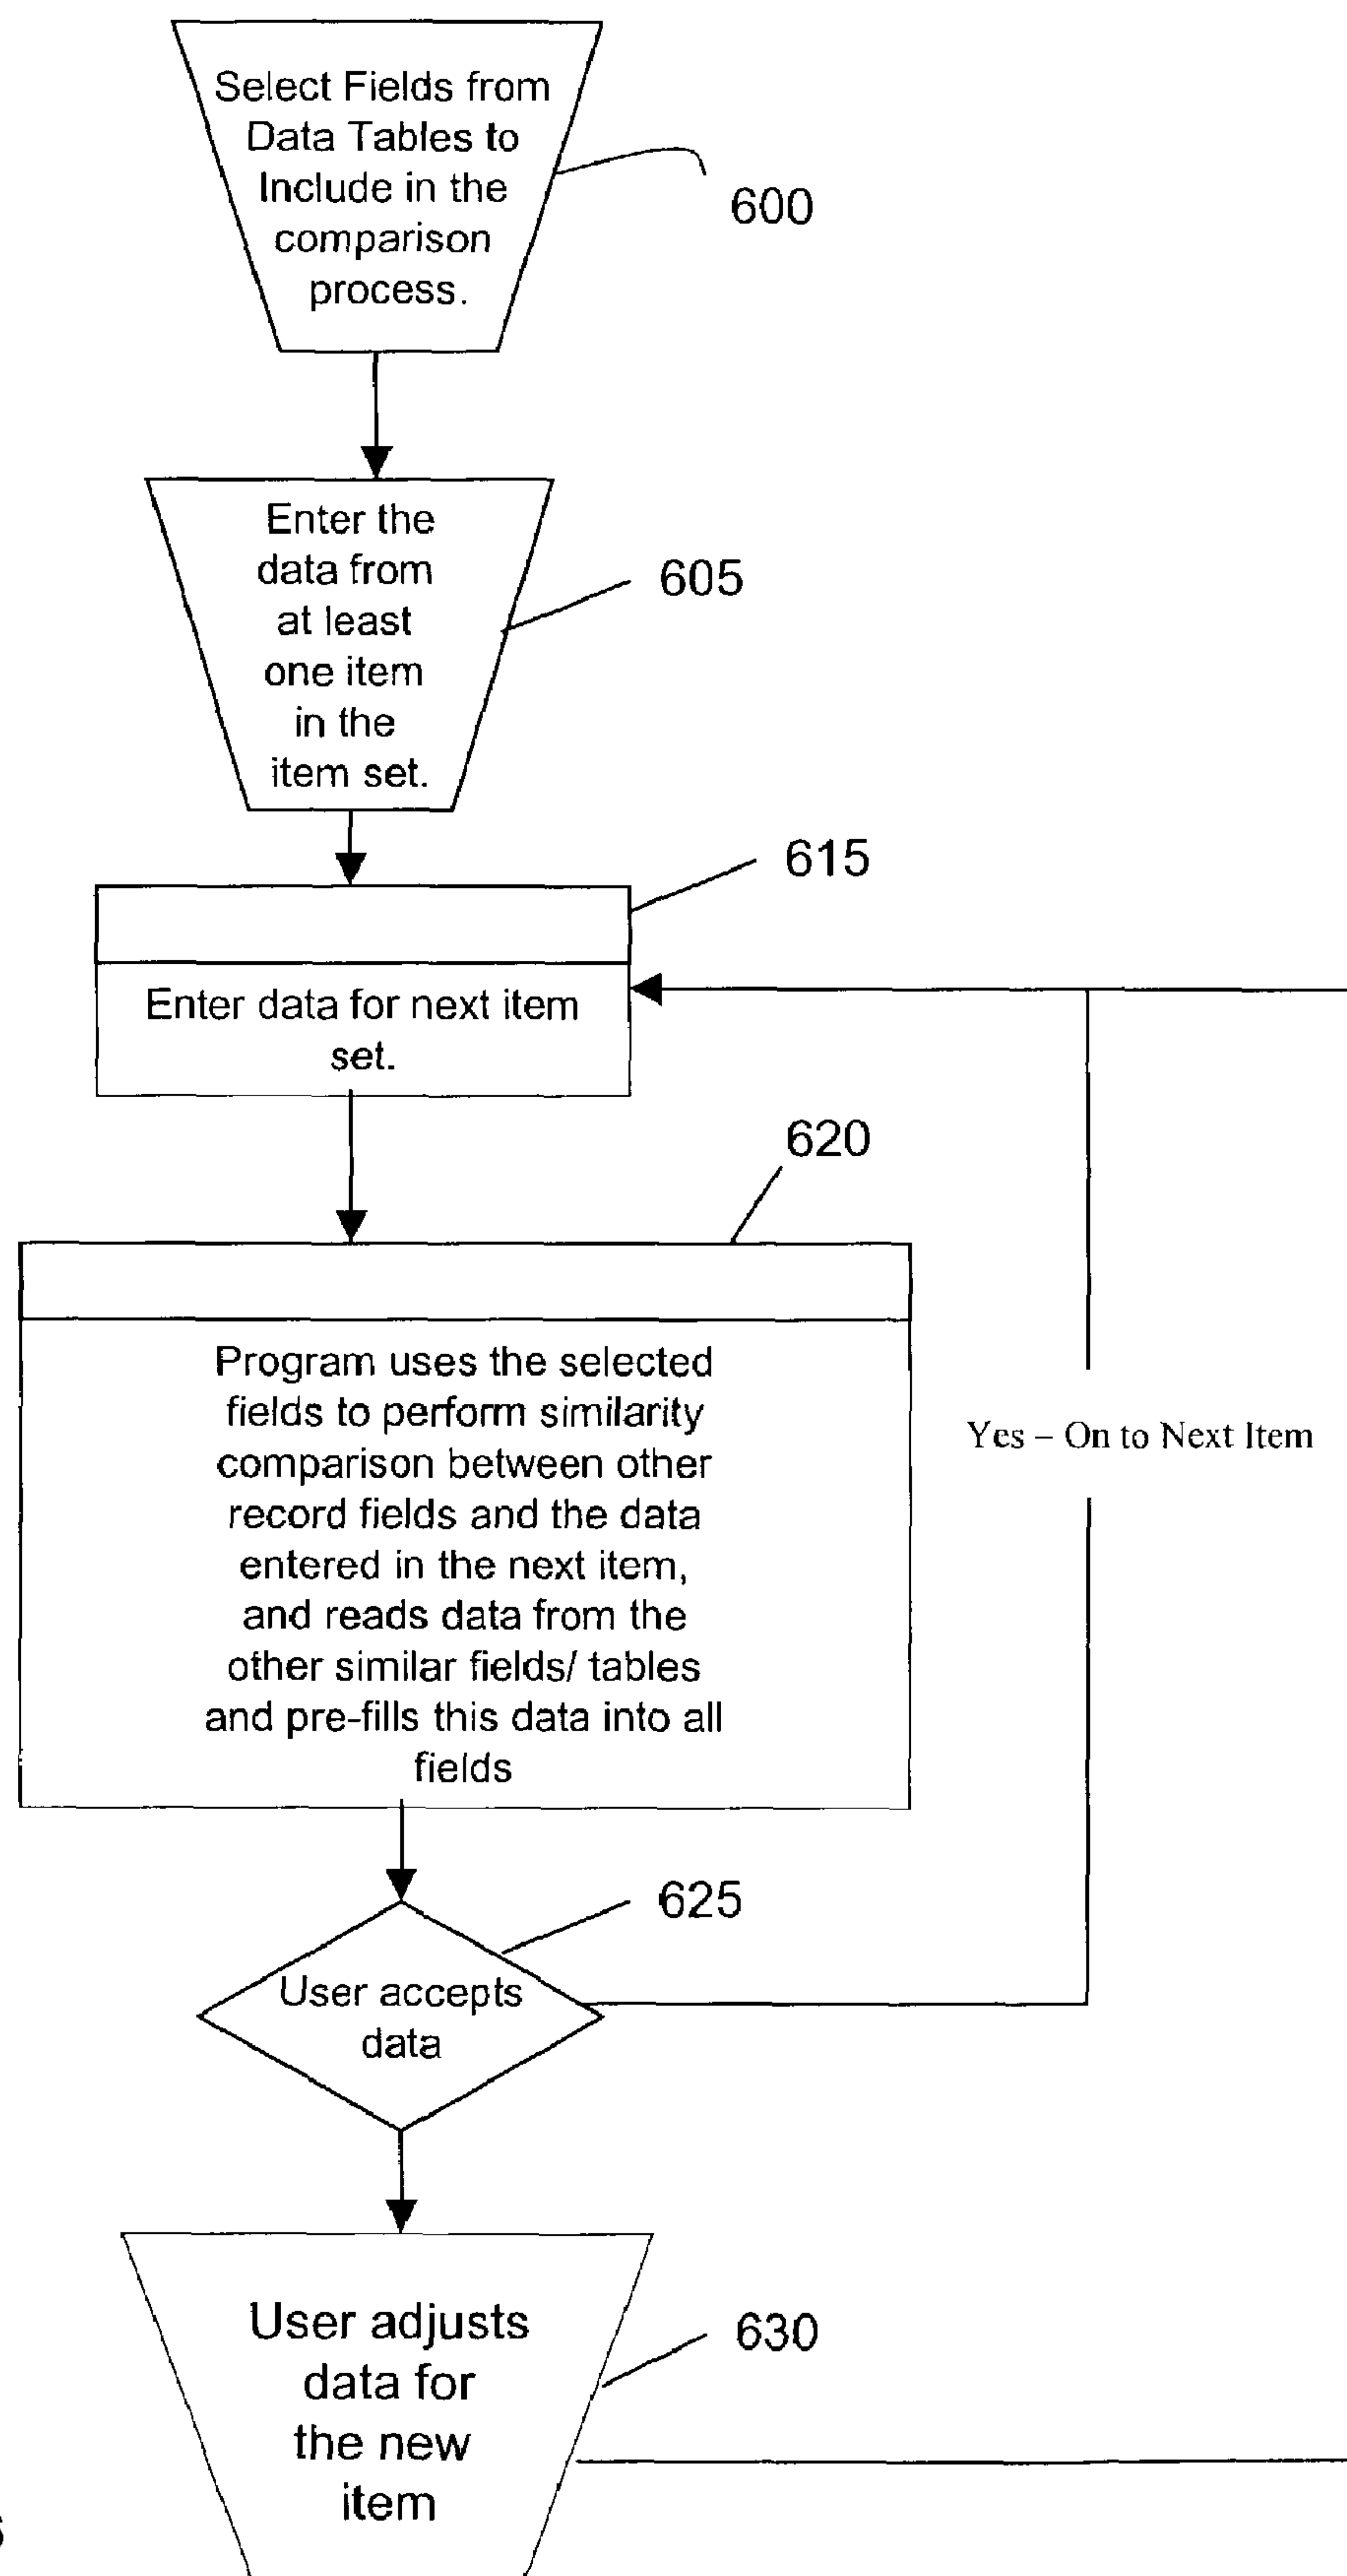 Select Fields from
Data Tables to
Include in the
comparison
process.
600
Enter the
data from
at least
one item
in the
item set.
605
615
Enter data for next item
set.
620
Program uses the selected
fields to perform similarity
comparison between other
record fields and the data
entered in the next item,
and reads data from the
other similar fields/ tables
and pre-fills this data into all
fields
Yes – On to Next Item
625
User accepts
data
User adjusts
data for
the new
item
630